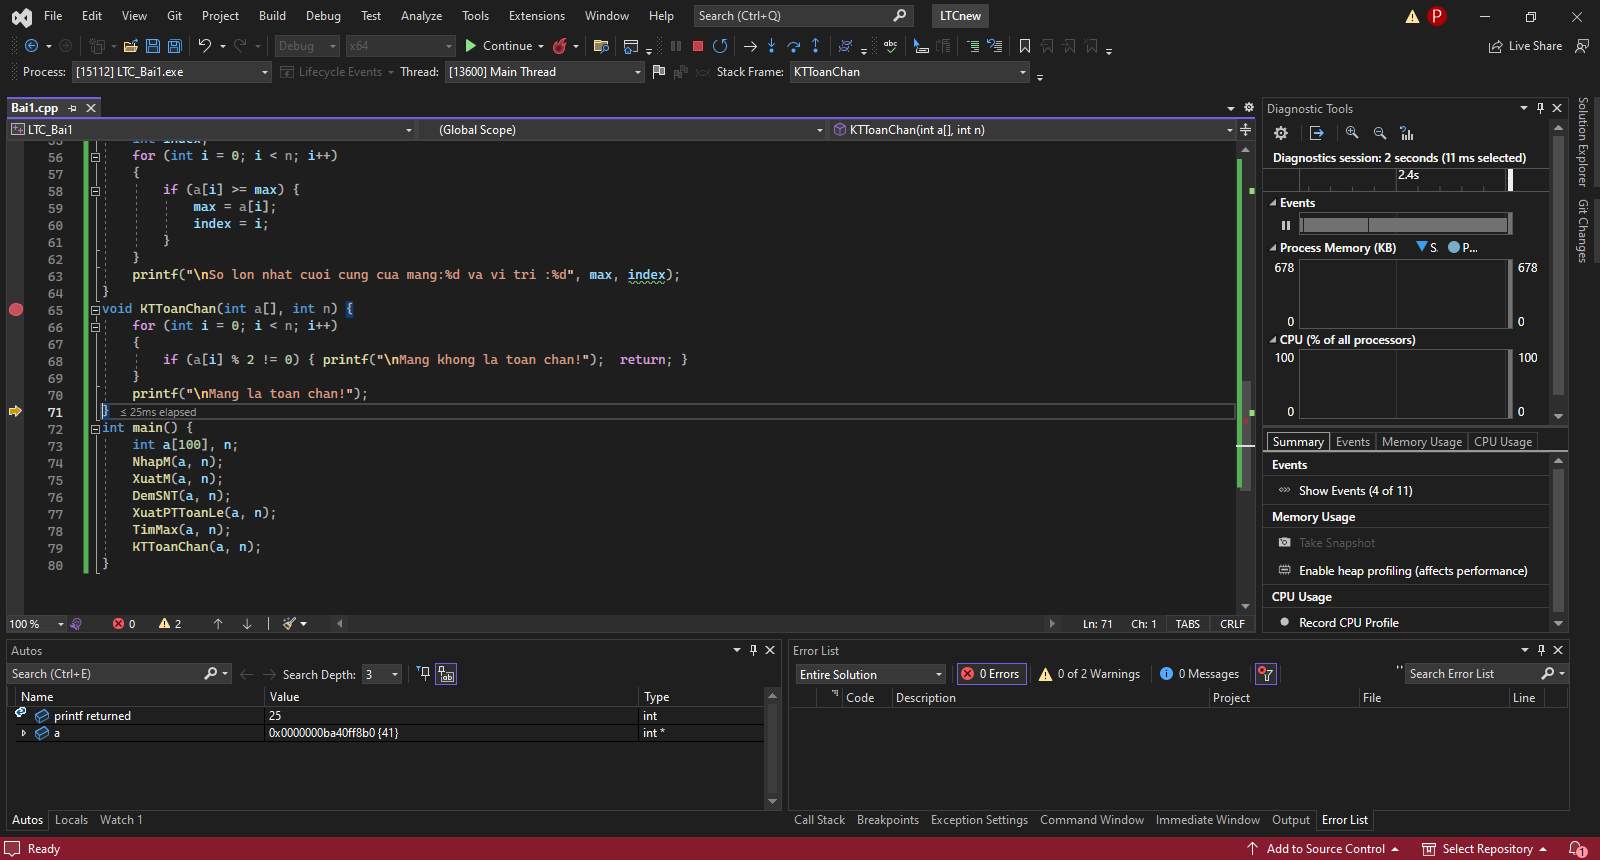 File Edit View Git Project Build Debug Test Analyze Tools Extensions Window Help Search (Ctrl+Q) LTCnew P
Debug x64 Continue Live Share
Process: [15112] LTC_Bai1.exe Lifecycle Events Thread: [13600] Main Thread Stack Frame: KTToanChan
Bai1.cpp
LTC_Bai1 (Global Scope) KTToanChan(int a[], int n)
55 int index;
56 for (int i = 0; i < n; i++)
57 {
58 if (a[i] >= max) {
59 max = a[i];
60 index = i;
61 }
62 }
63 printf("\nSo lon nhat cuoi cung cua mang:%d va vi tri :%d", max, index);
64 }
65 void KTToanChan(int a[], int n) {
66 for (int i = 0; i < n; i++)
67 {
68 if (a[i] % 2 != 0) { printf("\nMang khong la toan chan!"); return; }
69 }
70 printf("\nMang la toan chan!");
71 } ≤ 25ms elapsed
72 int main() {
73 int a[100], n;
74 NhapM(a, n);
75 XuatM(a, n);
76 DemSNT(a, n);
77 XuatPTToanLe(a, n);
78 TimMax(a, n);
79 KTToanChan(a, n);
80 }
100 % 0 2 Ln: 71 Ch: 1 TABS CRLF
Diagnostic Tools
Diagnostics session: 2 seconds (11 ms selected)
2.4s
Events
Process Memory (KB) S. P...
678 678
0 0
CPU (% of all processors)
100 100
0 0
Summary Events Memory Usage CPU Usage
Events
Show Events (4 of 11)
Memory Usage
Take Snapshot
Enable heap profiling (affects performance)
CPU Usage
Record CPU Profile
Solution Explorer
Git Changes
Autos
Search (Ctrl+E) Search Depth: 3
Name Value Type
printf returned 25 int
a 0x0000000ba40ff8b0 {41} int *
Autos Locals Watch 1
Error List
Entire Solution 0 Errors 0 of 2 Warnings 0 Messages Search Error List
Code Description Project File Line
Call Stack Breakpoints Exception Settings Command Window Immediate Window Output Error List
Ready Add to Source Control Select Repository 1